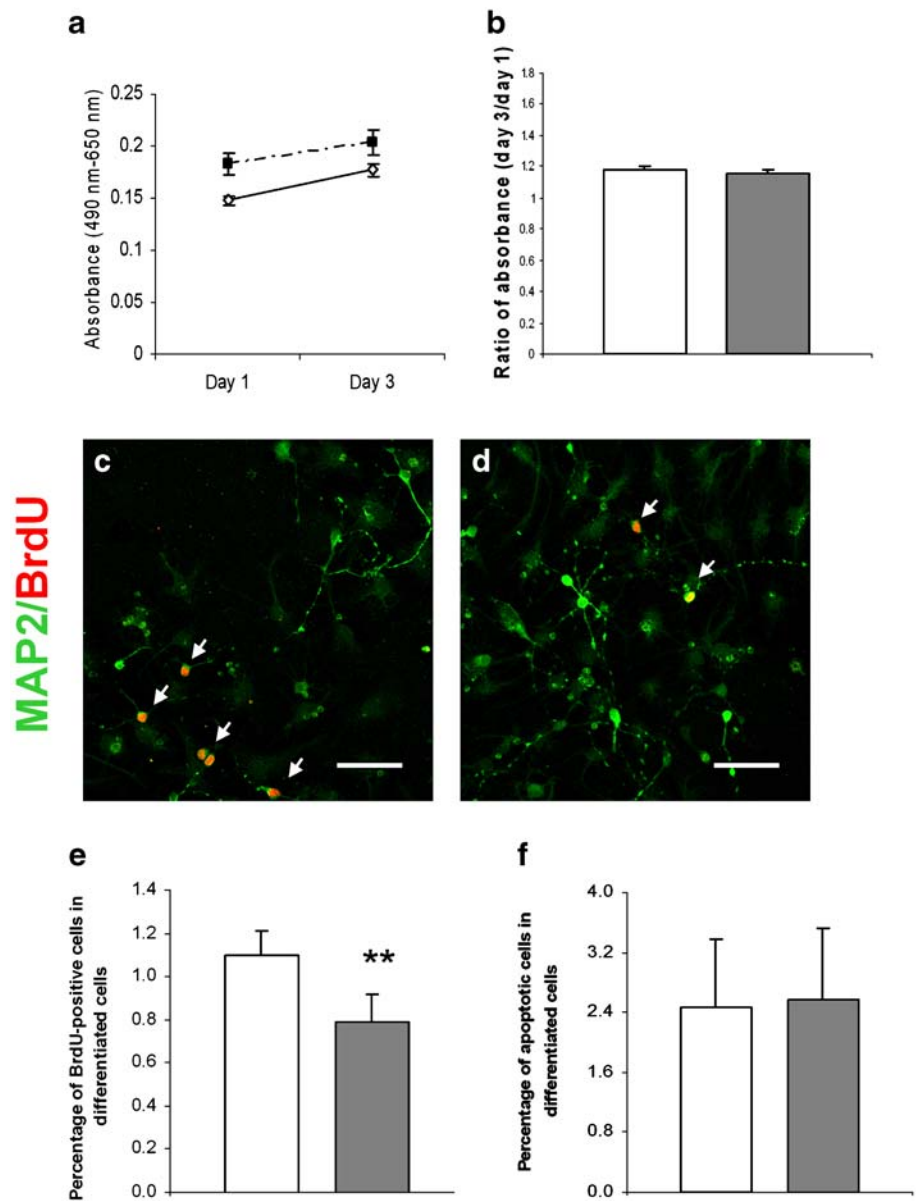 a
Absorbance (490 nm-650 nm)
0.25
0.2
0.15
0.1
0.05
0
Day 1 Day 3
b
Ratio of absorbance (day 3/day 1)
1.8
1.6
1.4
1.2
1
0.8
0.6
0.4
0.2
0
MAP2/BrdU
c
d
e
Percentage of BrdU-positive cells in
differentiated cells
1.4
1.2
1.0
0.8
0.6
0.4
0.2
0.0
**
f
Percentage of apoptotic cells in
differentiated cells
4.0
3.2
2.4
1.6
0.8
0.0